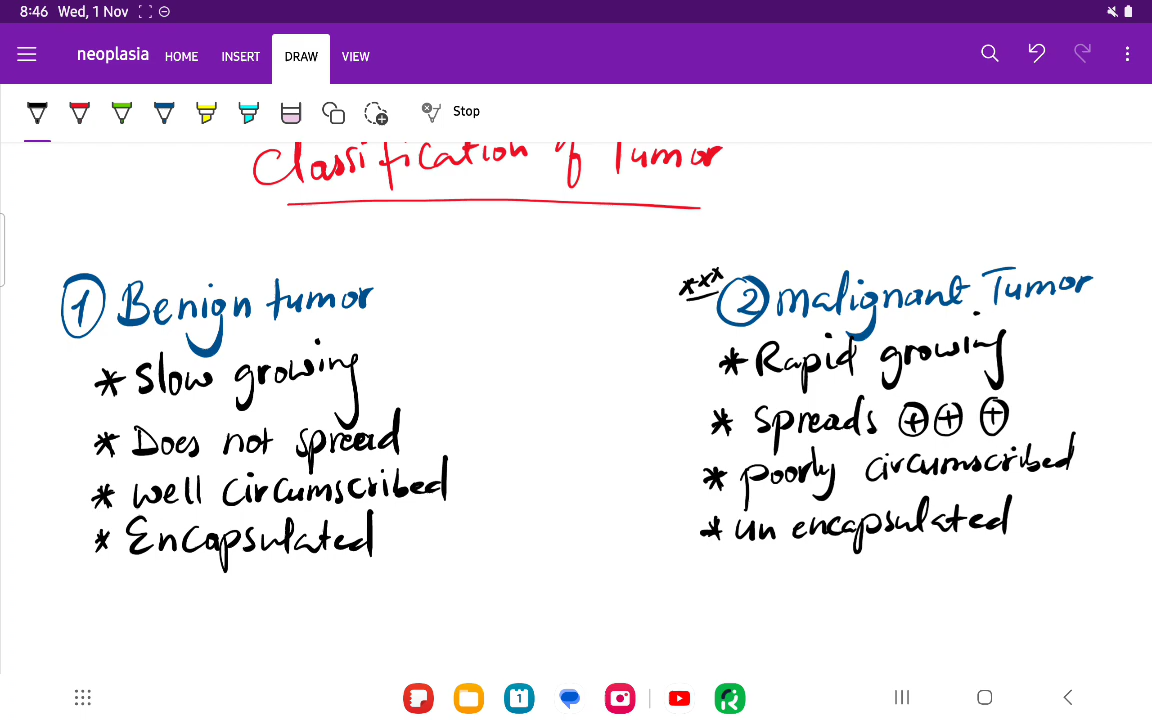 8:46 Wed, 1 Nov
neoplasia HOME INSERT DRAW VIEW
Stop
Classification of Tumor
① Benign tumor
* Slow growing
* Does not spread
* well circumscribed
* Encapsulated
*** ② Malignant Tumor
* Rapid growing
* Spreads ⊕ ⊕ ⊕
* poorly circumscribed
* un encapsulated
1